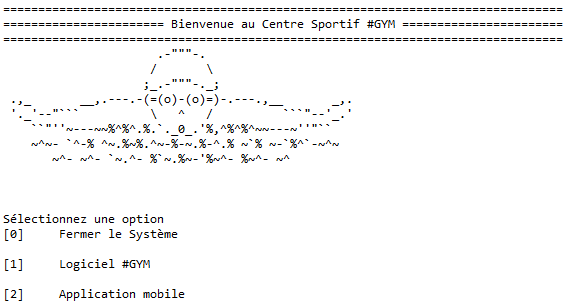 ================================================================================
======================= Bienvenue au Centre Sportif #GYM =======================
================================================================================
Sélectionnez une option
[0] Fermer le Système
[1] Logiciel #GYM
[2] Application mobile